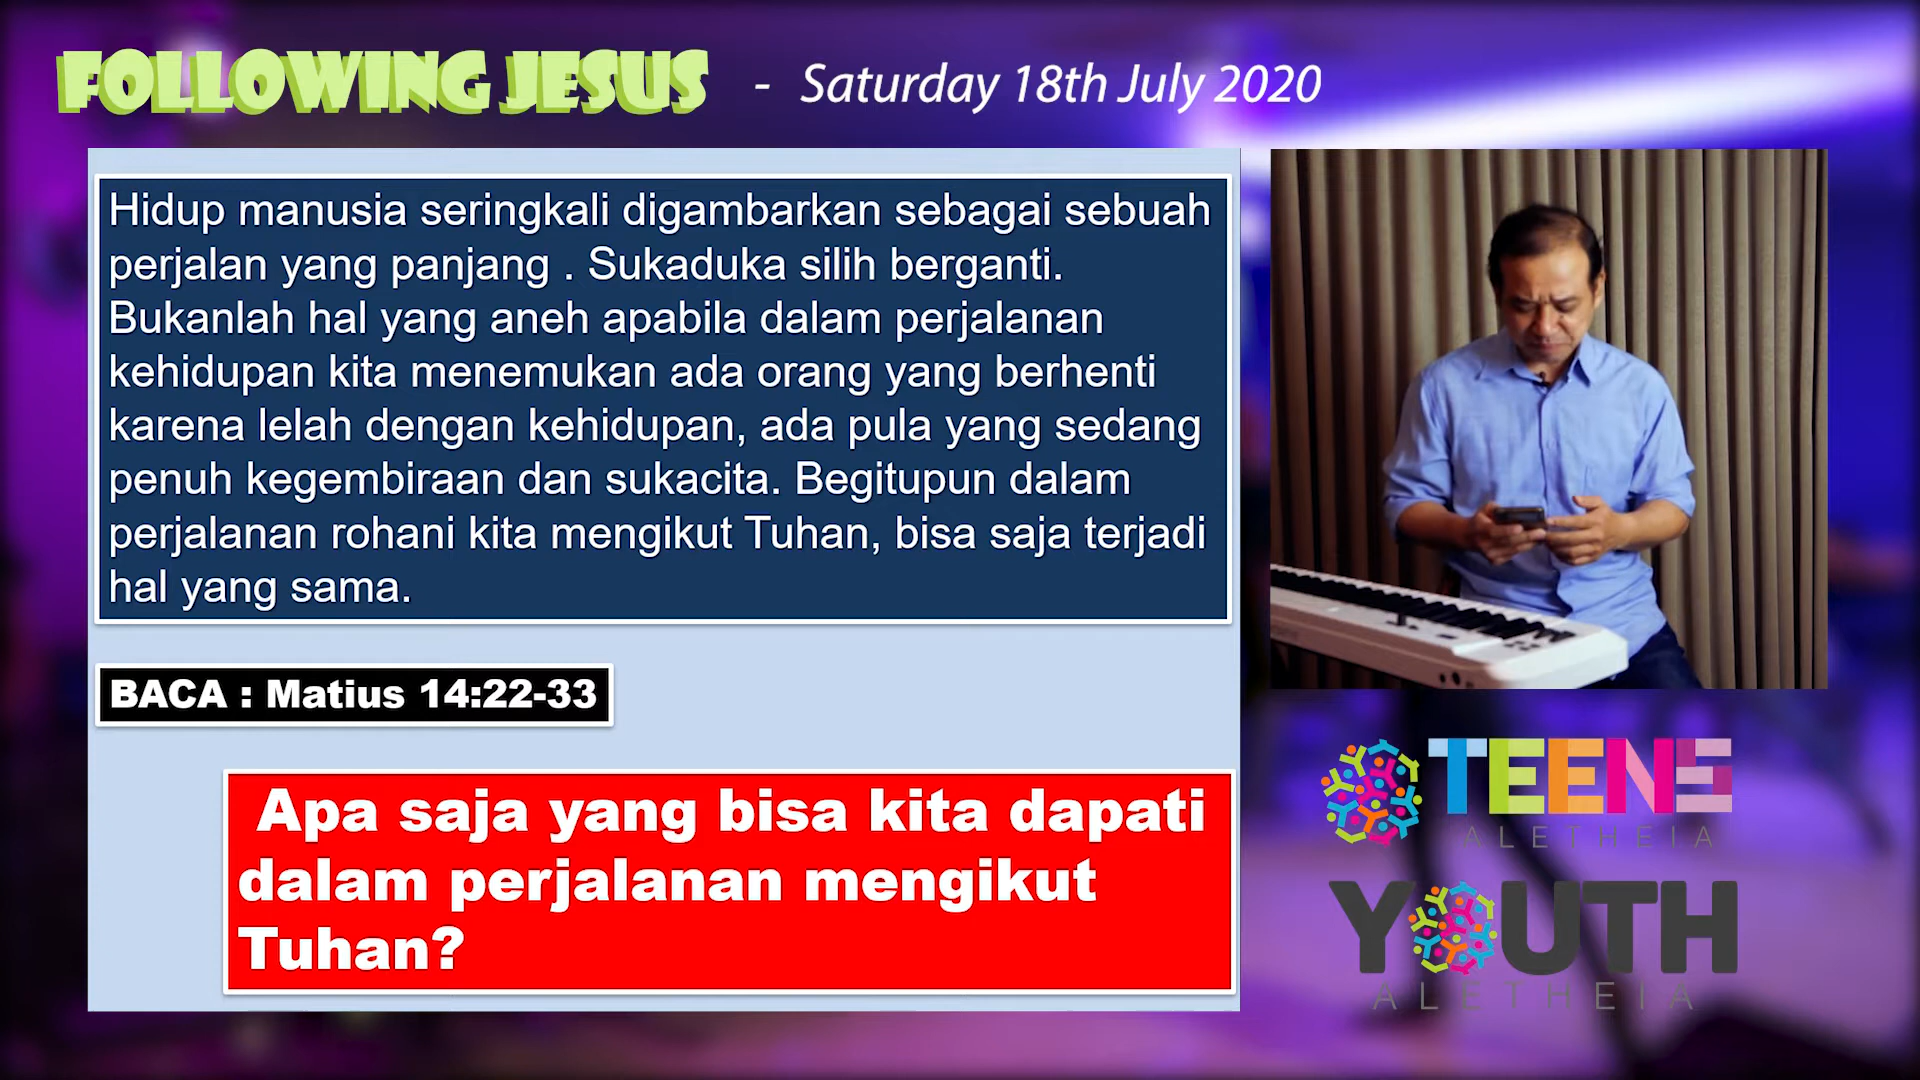 FOLLOWING JESUS - Saturday 18th July 2020
Hidup manusia seringkali digambarkan sebagai sebuah
perjalan yang panjang . Sukaduka silih berganti.
Bukanlah hal yang aneh apabila dalam perjalanan
kehidupan kita menemukan ada orang yang berhenti
karena lelah dengan kehidupan, ada pula yang sedang
penuh kegembiraan dan sukacita. Begitupun dalam
perjalanan rohani kita mengikut Tuhan, bisa saja terjadi
hal yang sama.
BACA : Matius 14:22-33
Apa saja yang bisa kita dapati
dalam perjalanan mengikut
Tuhan?
TEENS
ALETHEIA
YOUTH
ALETHEIA